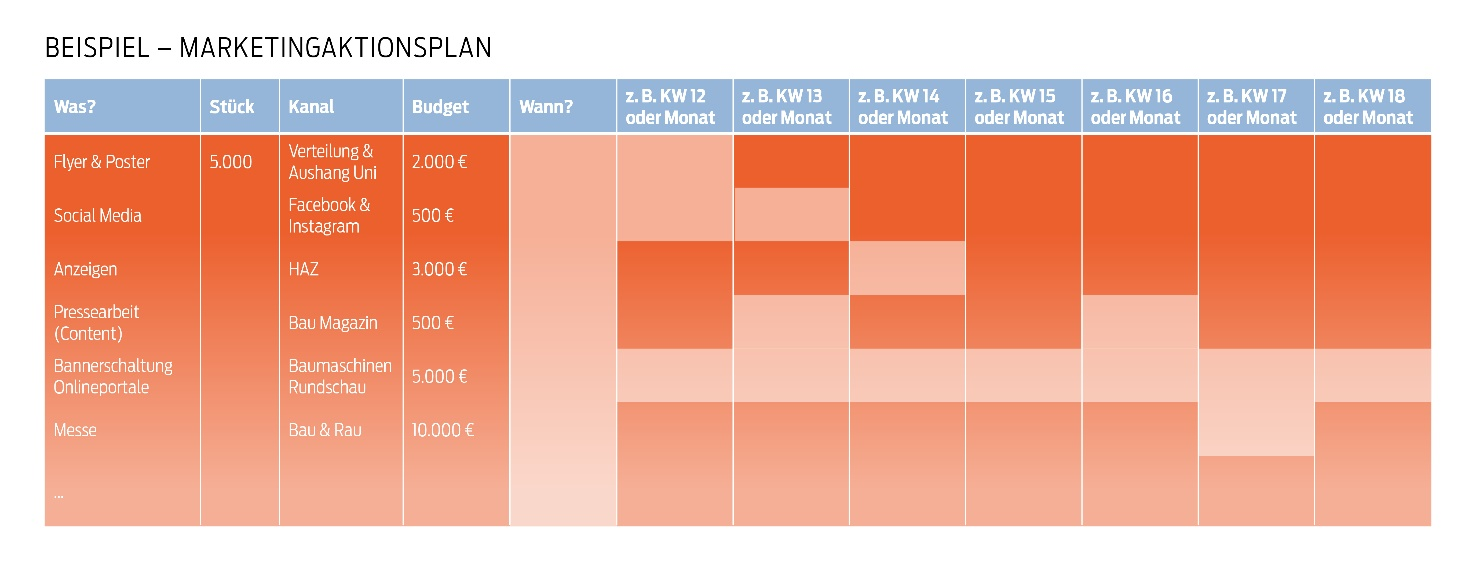 BEISPIEL – MARKETINGAKTIONSPLAN
Was? Stück Kanal Budget Wann? z. B. KW 12 oder Monat z. B. KW 13 oder Monat z. B. KW 14 oder Monat z. B. KW 15 oder Monat z. B. KW 16 oder Monat z. B. KW 17 oder Monat z. B. KW 18 oder Monat
Flyer & Poster 5.000 Verteilung & Aushang Uni 2.000 €
Social Media Facebook & Instagram 500 €
Anzeigen HAZ 3.000 €
Pressearbeit (Content) Bau Magazin 500 €
Bannerschaltung Onlineportale Baumaschinen Rundschau 5.000 €
Messe Bau & Rau 10.000 €
...